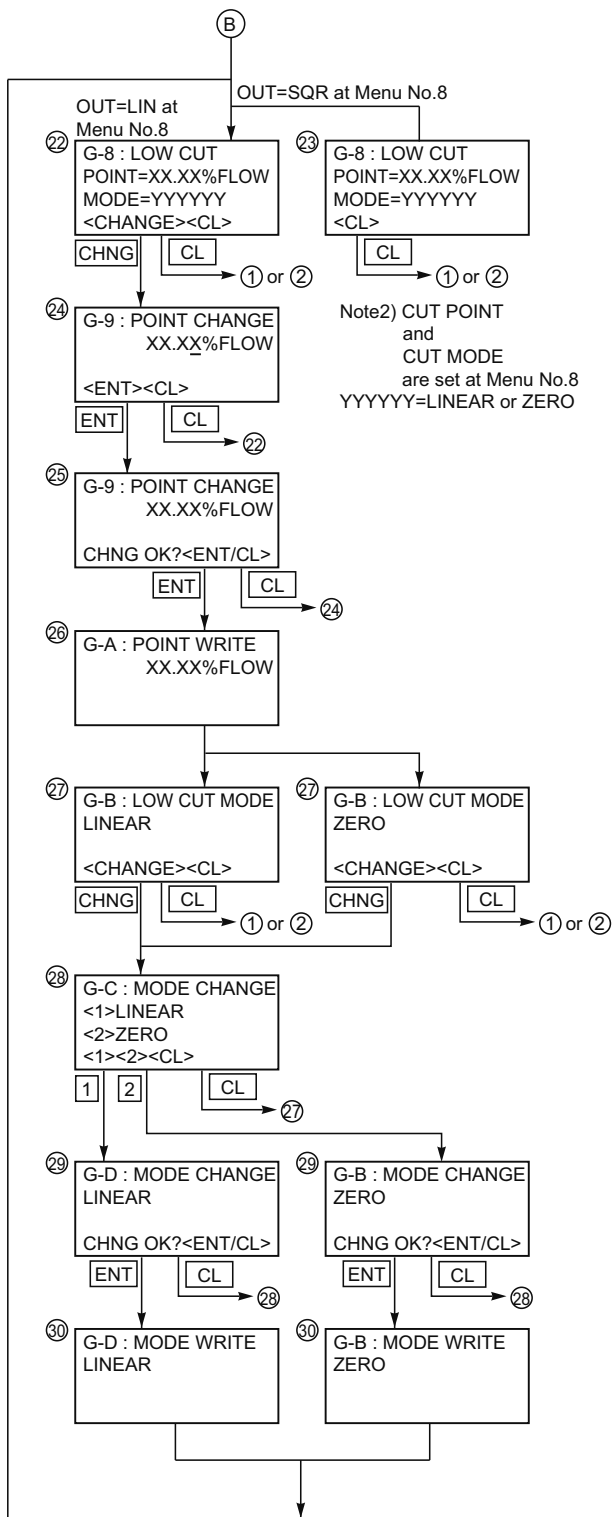 B
OUT=SQR at Menu No.8
OUT=LIN at
Menu No.8
22
G-8 : LOW CUT
POINT=XX.XX%FLOW
MODE=YYYYYY
<CHANGE><CL>
CHNG
CL
1 or 2
23
G-8 : LOW CUT
POINT=XX.XX%FLOW
MODE=YYYYYY
<CL>
CL
1 or 2
Note2) CUT POINT
and
CUT MODE
are set at Menu No.8
YYYYYY=LINEAR or ZERO
24
G-9 : POINT CHANGE
XX.XX%FLOW
<ENT><CL>
ENT
CL
22
25
G-9 : POINT CHANGE
XX.XX%FLOW
CHNG OK?<ENT/CL>
ENT
CL
24
26
G-A : POINT WRITE
XX.XX%FLOW
27
G-B : LOW CUT MODE
LINEAR
<CHANGE><CL>
CHNG
CL
1 or 2
27
G-B : LOW CUT MODE
ZERO
<CHANGE><CL>
CHNG
CL
1 or 2
28
G-C : MODE CHANGE
<1>LINEAR
<2>ZERO
<1><2><CL>
1
2
CL
27
29
G-D : MODE CHANGE
LINEAR
CHNG OK?<ENT/CL>
ENT
CL
28
29
G-B : MODE CHANGE
ZERO
CHNG OK?<ENT/CL>
ENT
CL
28
30
G-D : MODE WRITE
LINEAR
30
G-B : MODE WRITE
ZERO